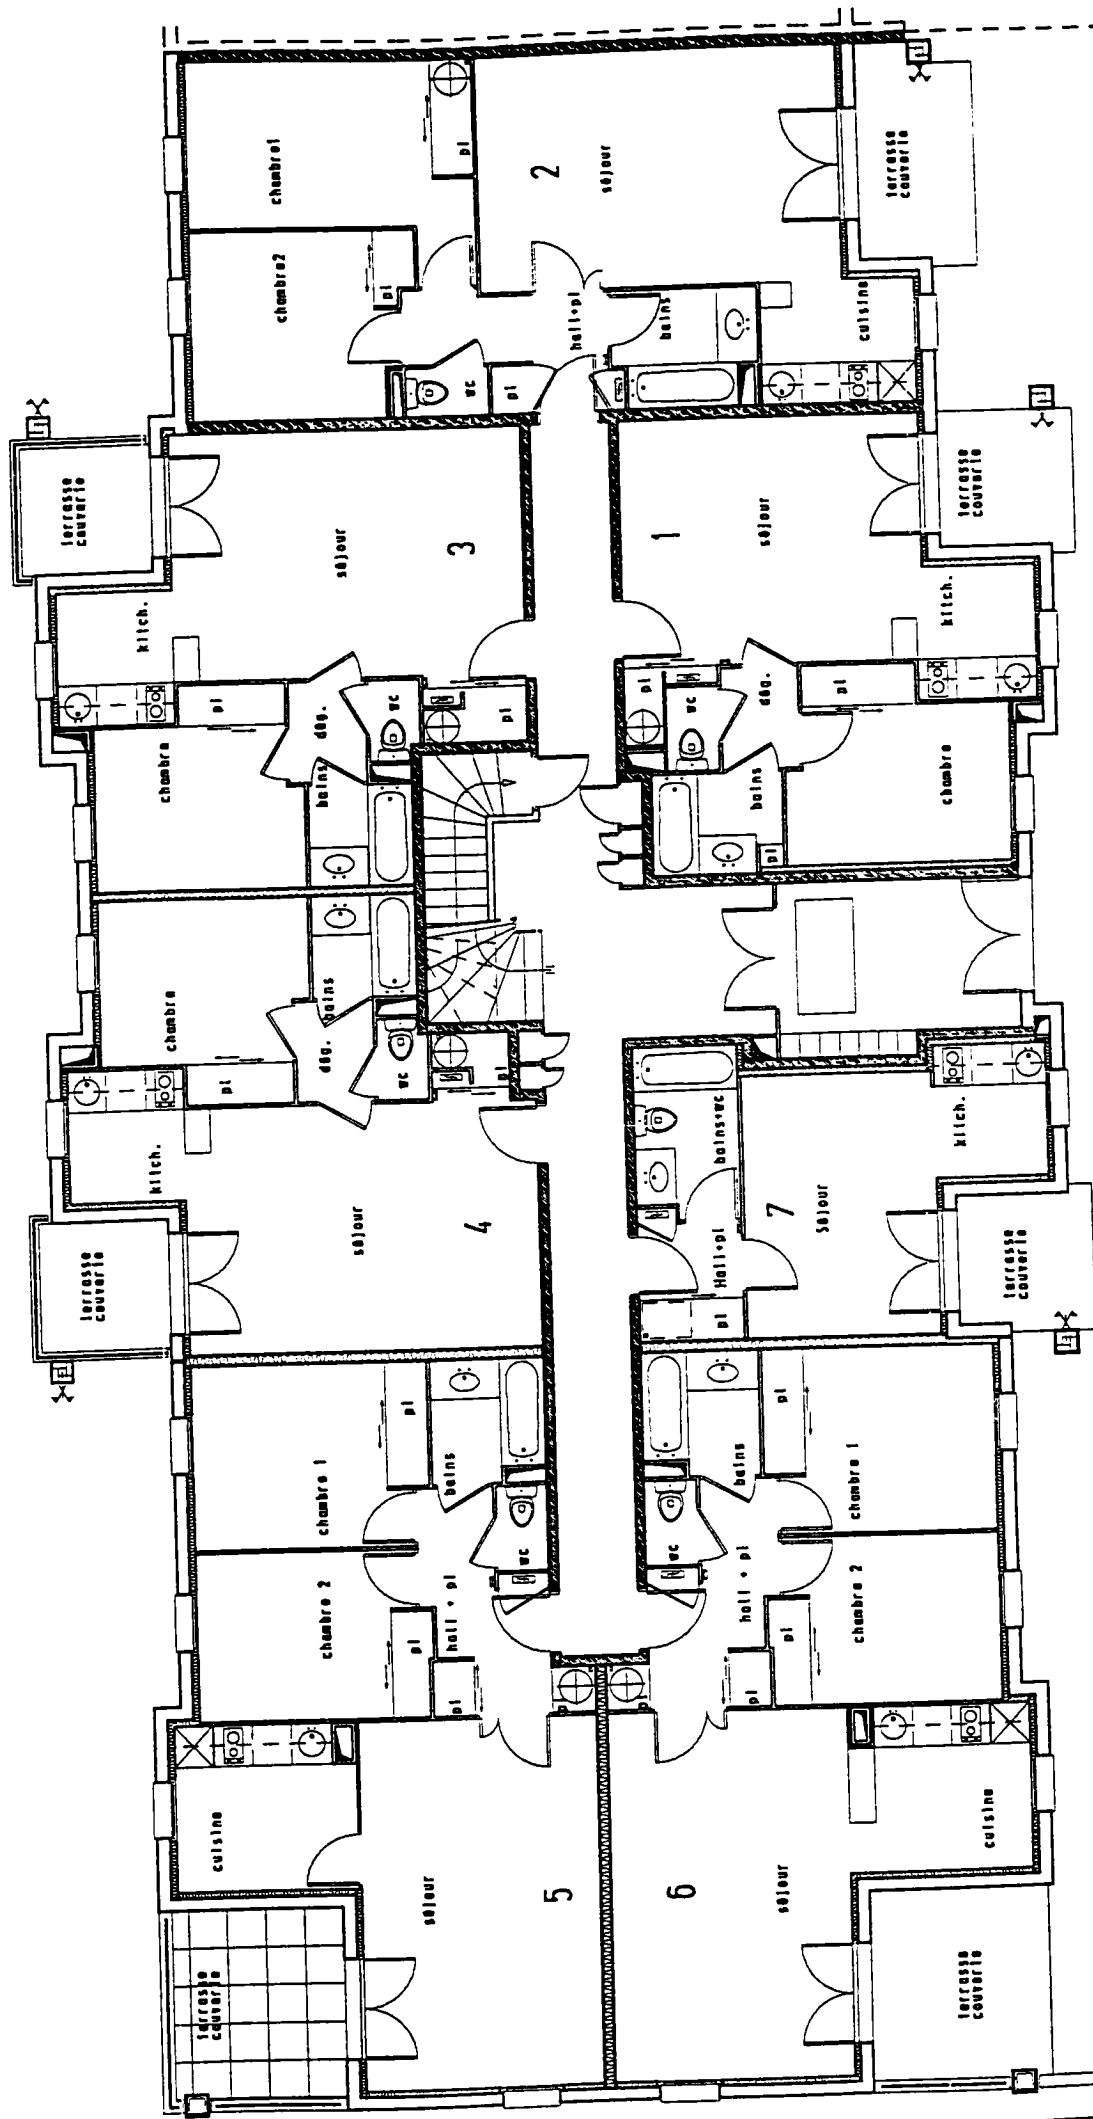 chambre1
pl
2
séjour
terrasse
couverte
chambre2
pl
hall+pl
bains
cuisine
wc
pl
terrasse
couverte
séjour
3
kitch.
pl
dég.
wc
pl
chambre
bains
1
séjour
terrasse
couverte
kitch.
pl
wc
dég.
pl
bains
pl
chambre
chambre
bains
dég.
wc
pl
pl
kitch.
terrasse
couverte
séjour
4
bains+wc
kitch.
7
Séjour
Hall+pl
pl
terrasse
couverte
chambre 1
pl
bains
wc
chambre 2
pl
hall + pl
pl
bains
pl
chambre 1
wc
hall + pl
chambre 2
pl
pl
cuisine
séjour
5
terrasse
couverte
6
séjour
cuisine
terrasse
couverte